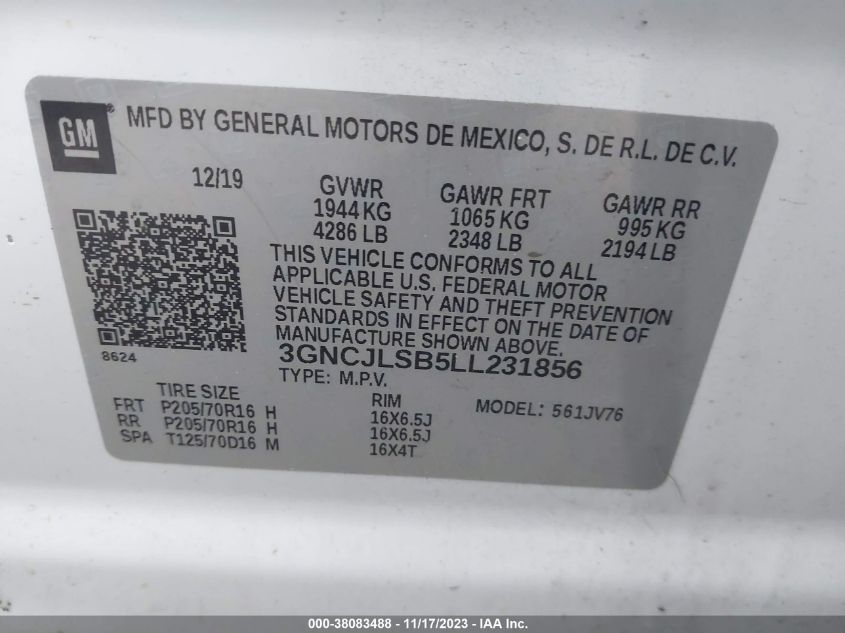 GM
®
MFD BY GENERAL MOTORS DE MEXICO, S. DE R.L. DE C.V.
12/19
GVWR
1944 KG
4286 LB
GAWR FRT
1065 KG
2348 LB
GAWR RR
995 KG
2194 LB
THIS VEHICLE CONFORMS TO ALL
APPLICABLE U.S. FEDERAL MOTOR
VEHICLE SAFETY AND THEFT PREVENTION
STANDARDS IN EFFECT ON THE DATE OF
MANUFACTURE SHOWN ABOVE.
8624
3GNCJLSB5LL231856
TYPE: M.P.V.
MODEL: 561JV76
TIRE SIZE
RIM
FRT P205/70R16 H 16X6.5J
RR P205/70R16 H 16X6.5J
SPA T125/70D16 M 16X4T
000-38083488 - 11/17/2023 - IAA Inc.